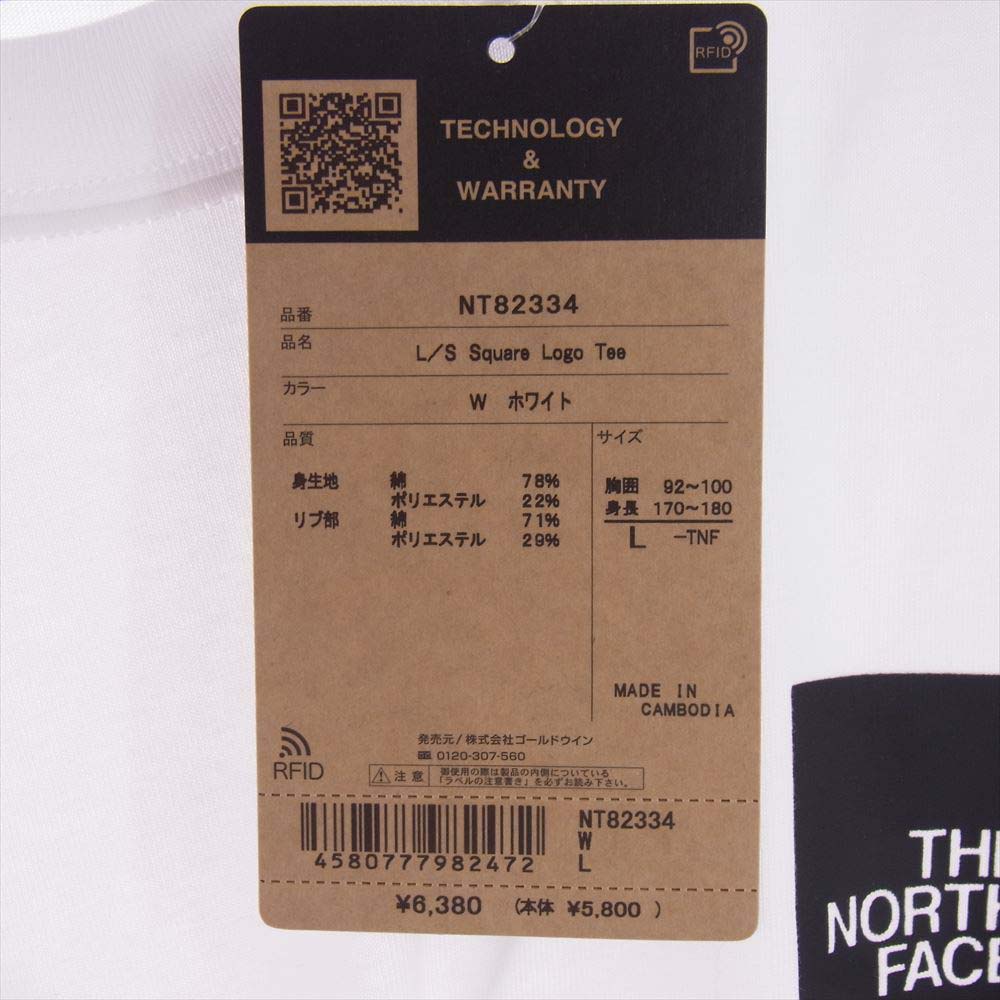 RFID
TECHNOLOGY
&
WARRANTY
品番 NT82334
品名 L／S Square Logo Tee
カラー W ホワイト
品質
身生地 綿 78%
ポリエステル 22%
リブ部 綿 71%
ポリエステル 29%
サイズ
胸囲 92～100
身長 170～180
L -TNF
MADE IN
CAMBODIA
発売元/株式会社ゴールドウイン
0120-307-560
RFID
注意 御使用の際は製品の内側についている
「ラベルの注意書き」を必ずお読み下さい。
4580777982472
NT82334
W
L
¥6,380 (本体 ¥5,800 )
THE
NORTH
FACE